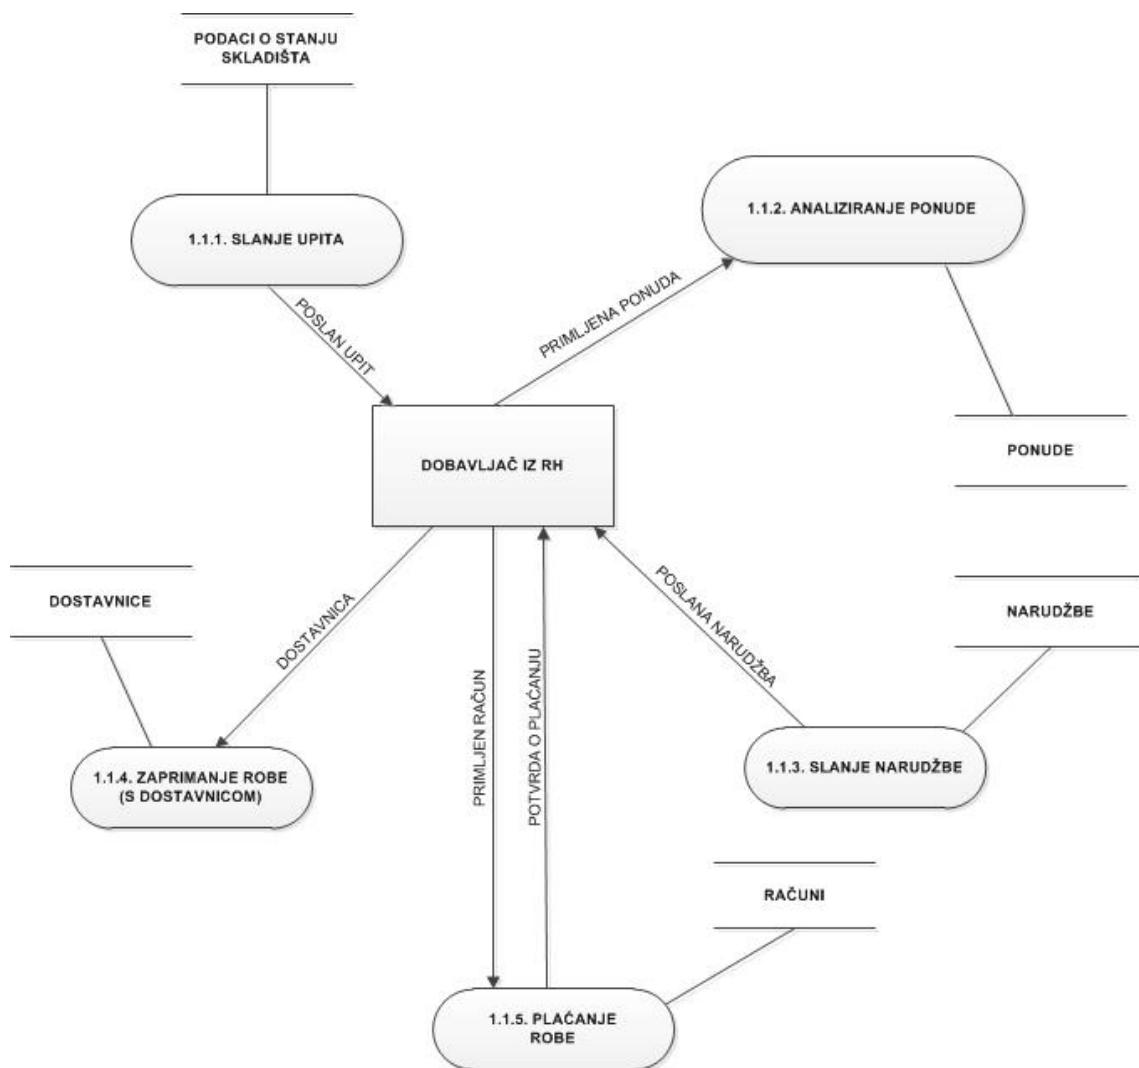 PODACI O STANJU
SKLADIŠTA
1.1.1. SLANJE UPITA
1.1.2. ANALIZIRANJE PONUDE
POSLAN UPIT
PRIMLJENA PONUDA
DOBAVLJAČ IZ RH
PONUDE
DOSTAVNICE
DOSTAVNICA
POSLANA NARUDŽBA
NARUDŽBE
PRIMLJEN RAČUN
POTVRDA O PLAĆANJU
1.1.4. ZAPRIMANJE ROBE
(S DOSTAVNICOM)
1.1.3. SLANJE NARUDŽBE
RAČUNI
1.1.5. PLAĆANJE
ROBE